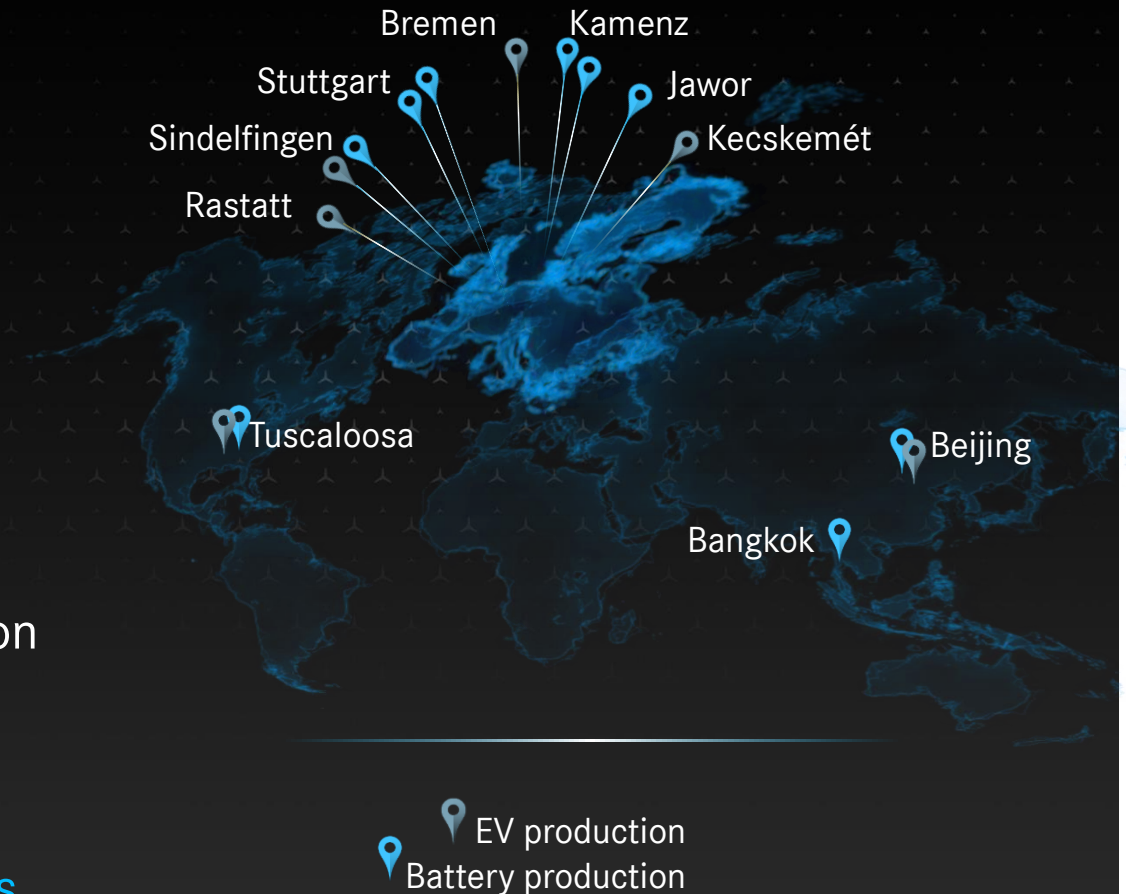 Bremen
Kamenz
Stuttgart
Jawor
Sindelfingen
Kecskemét
Rastatt
Tuscaloosa
Beijing
Bangkok
on
EV production
Battery production
s